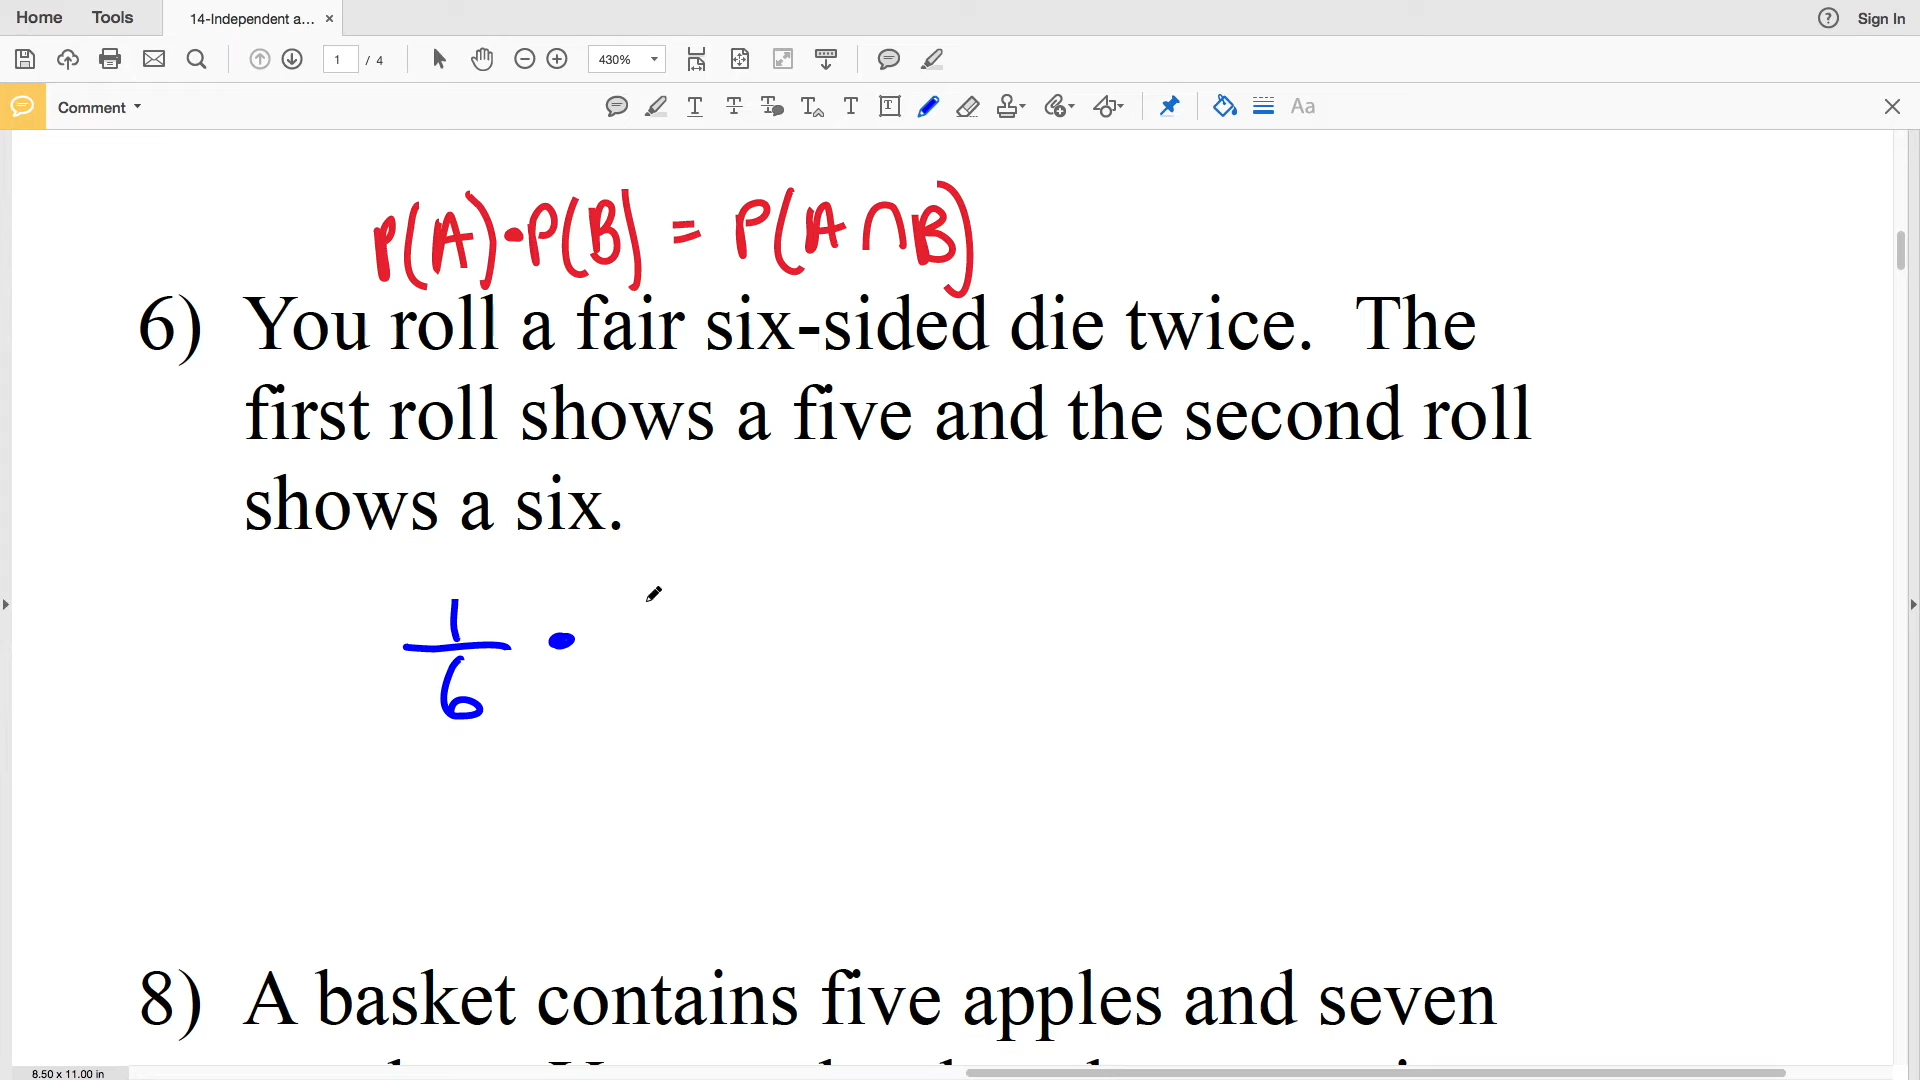 Home Tools 14-Independent a... × Sign In
1 / 4 430%
Comment Aa
P(A)·P(B) = P(A∩B)
6) You roll a fair six-sided die twice. The
first roll shows a five and the second roll
shows a six.
1
6 ·
8) A basket contains five apples and seven
8.50 x 11.00 in